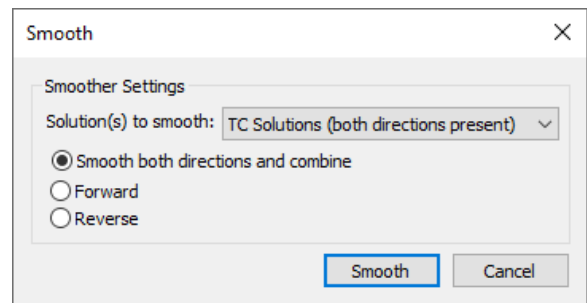 Smooth
Smoother Settings
Solution(s) to smooth: TC Solutions (both directions present)
Smooth both directions and combine
Forward
Reverse
Smooth Cancel